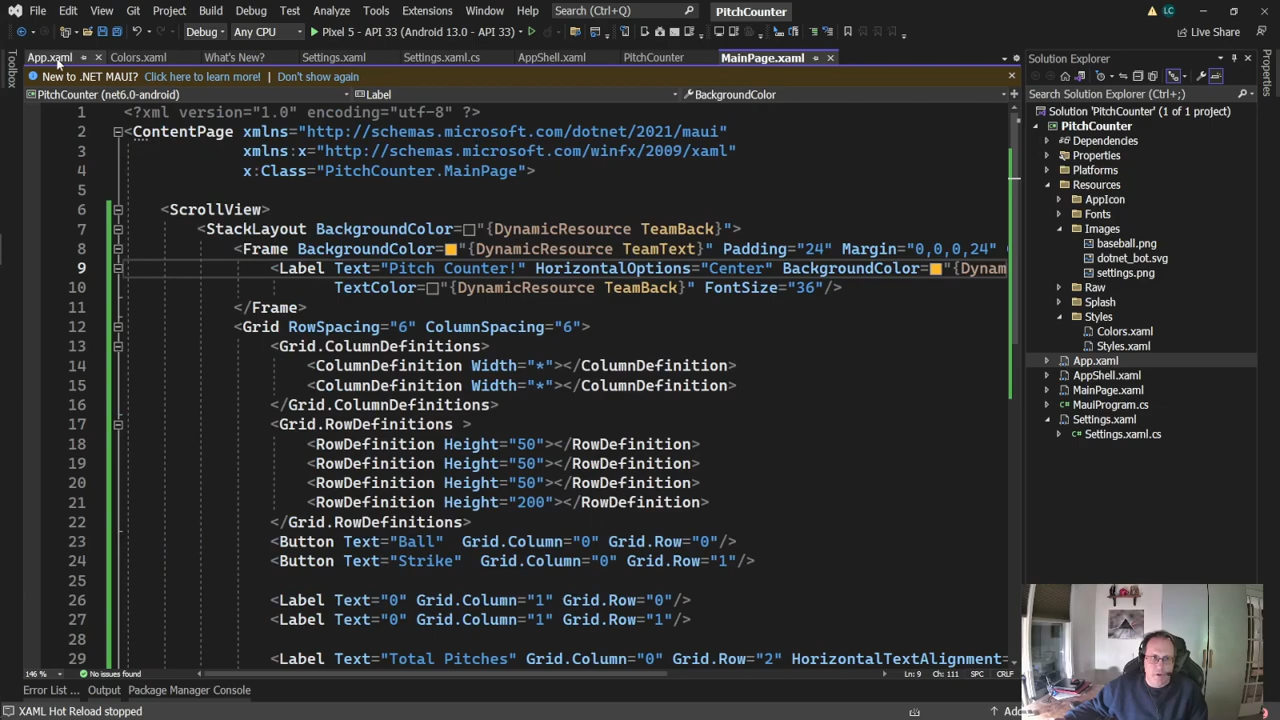 File Edit View Git Project Build Debug Test Analyze Tools Extensions Window Help Search (Ctrl+Q) PitchCounter LC
Debug Any CPU Pixel 5 - API 33 (Android 13.0 - API 33) Live Share
App.xaml Colors.xaml What's New? Settings.xaml Settings.xaml.cs AppShell.xaml PitchCounter MainPage.xaml
Toolbox
New to .NET MAUI? Click here to learn more! Don't show again
PitchCounter (net6.0-android) Label BackgroundColor
1 <?xml version="1.0" encoding="utf-8" ?>
2 <ContentPage xmlns="http://schemas.microsoft.com/dotnet/2021/maui"
3 xmlns:x="http://schemas.microsoft.com/winfx/2009/xaml"
4 x:Class="PitchCounter.MainPage">
5
6 <ScrollView>
7 <StackLayout BackgroundColor="{DynamicResource TeamBack}">
8 <Frame BackgroundColor="{DynamicResource TeamText}" Padding="24" Margin="0,0,0,24"
9 <Label Text="Pitch Counter!" HorizontalOptions="Center" BackgroundColor="{Dynam
10 TextColor="{DynamicResource TeamBack}" FontSize="36"/>
11 </Frame>
12 <Grid RowSpacing="6" ColumnSpacing="6">
13 <Grid.ColumnDefinitions>
14 <ColumnDefinition Width="*"></ColumnDefinition>
15 <ColumnDefinition Width="*"></ColumnDefinition>
16 </Grid.ColumnDefinitions>
17 <Grid.RowDefinitions >
18 <RowDefinition Height="50"></RowDefinition>
19 <RowDefinition Height="50"></RowDefinition>
20 <RowDefinition Height="50"></RowDefinition>
21 <RowDefinition Height="200"></RowDefinition>
22 </Grid.RowDefinitions>
23 <Button Text="Ball" Grid.Column="0" Grid.Row="0"/>
24 <Button Text="Strike" Grid.Column="0" Grid.Row="1"/>
25
26 <Label Text="0" Grid.Column="1" Grid.Row="0"/>
27 <Label Text="0" Grid.Column="1" Grid.Row="1"/>
28
29 <Label Text="Total Pitches" Grid.Column="0" Grid.Row="2" HorizontalTextAlignment=
146 % No issues found Ln: 9 Ch: 111 SPC CRLF
Error List ... Output Package Manager Console
XAML Hot Reload stopped Add
Solution Explorer
Search Solution Explorer (Ctrl+;)
Solution 'PitchCounter' (1 of 1 project)
PitchCounter
Dependencies
Properties
Platforms
Resources
AppIcon
Fonts
Images
baseball.png
dotnet_bot.svg
settings.png
Raw
Splash
Styles
Colors.xaml
Styles.xaml
App.xaml
AppShell.xaml
MainPage.xaml
MauiProgram.cs
Settings.xaml
Settings.xaml.cs
Properties